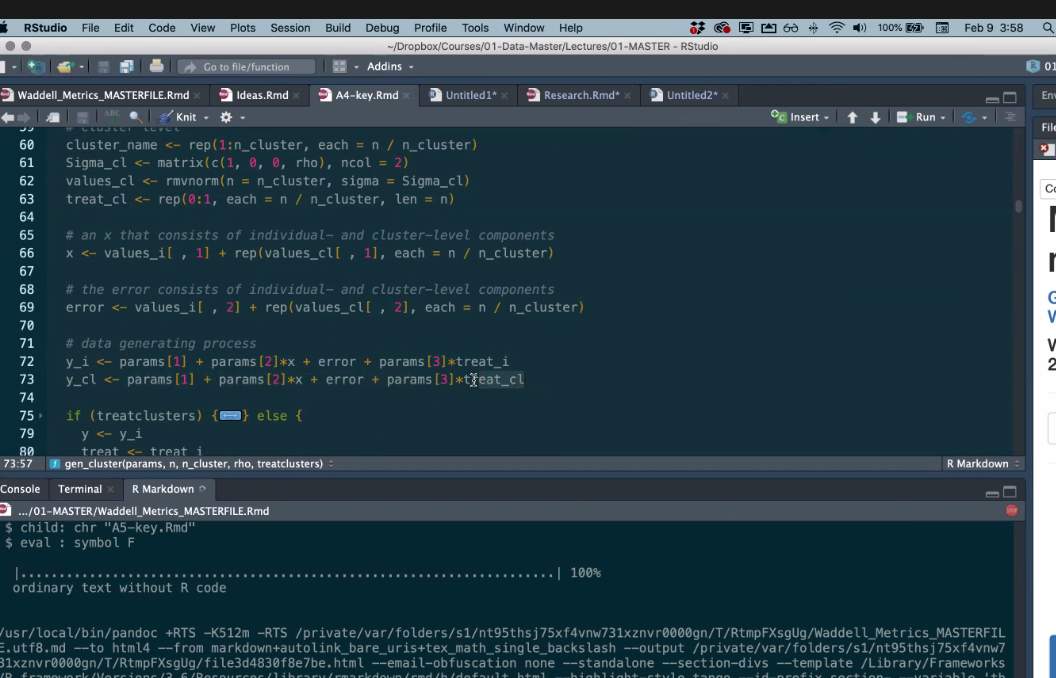 RStudio File Edit Code View Plots Session Build Debug Profile Tools Window Help 100% Feb 9 3:58
~/Dropbox/Courses/01-Data-Master/Lectures/01-MASTER - RStudio
Go to file/function Addins 01
Waddell_Metrics_MASTERFILE.Rmd Ideas.Rmd A4-key.Rmd Untitled1* Research.Rmd* Untitled2* Env
ABC Knit Insert Run File
59 # cluster level
60 cluster_name <- rep(1:n_cluster, each = n / n_cluster)
61 Sigma_cl <- matrix(c(1, 0, 0, rho), ncol = 2)
62 values_cl <- rmvnorm(n = n_cluster, sigma = Sigma_cl)
63 treat_cl <- rep(0:1, each = n / n_cluster, len = n)
64
65 # an x that consists of individual- and cluster-level components
66 x <- values_i[ , 1] + rep(values_cl[ , 1], each = n / n_cluster)
67
68 # the error consists of individual- and cluster-level components
69 error <- values_i[ , 2] + rep(values_cl[ , 2], each = n / n_cluster)
70
71 # data generating process
72 y_i <- params[1] + params[2]*x + error + params[3]*treat_i
73 y_cl <- params[1] + params[2]*x + error + params[3]*treat_cl
74
75 if (treatclusters) { } else {
79 y <- y_i
80 treat <- treat_i
73:57 gen_cluster(params, n, n_cluster, rho, treatclusters) R Markdown
Console Terminal R Markdown
.../01-MASTER/Waddell_Metrics_MASTERFILE.Rmd
$ child: chr "A5-key.Rmd"
$ eval : symbol F
|......................................................................| 100%
ordinary text without R code
/usr/local/bin/pandoc +RTS -K512m -RTS /private/var/folders/s1/nt95thsj75xf4vnw731xznvr0000gn/T/RtmpFXsgUg/Waddell_Metrics_MASTERFIL
E.utf8.md --to html4 --from markdown+autolink_bare_uris+tex_math_single_backslash --output /private/var/folders/s1/nt95thsj75xf4vnw7
31xznvr0000gn/T/RtmpFXsgUg/file3d4830f8e7be.html --email-obfuscation none --standalone --section-divs --template /Library/Frameworks